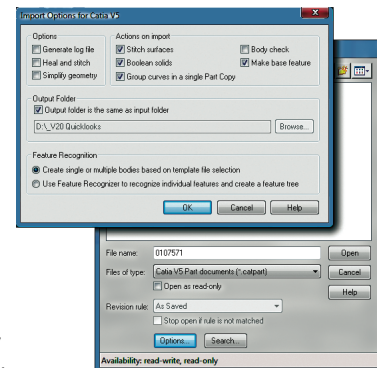 Import Options for Catia V5
Options
Generate log file
Heal and stitch
Simplify geometry
Actions on import
Stitch surfaces
Body check
Boolean solids
Make base feature
Group curves in a single Part Copy
Output Folder
Output folder is the same as input folder
D:\_V20 Quicklooks
Browse...
Feature Recognition
Create single or multiple bodies based on template file selection
Use Feature Recognizer to recognize individual features and create a feature tree
OK
Cancel
Help
File name:
0107571
Open
Files of type:
Catia V5 Part documents (*.catpart)
Cancel
Open as read-only
Help
Revision rule:
As Saved
Stop open if rule is not matched
Options...
Search...
Availability: read-write, read-only